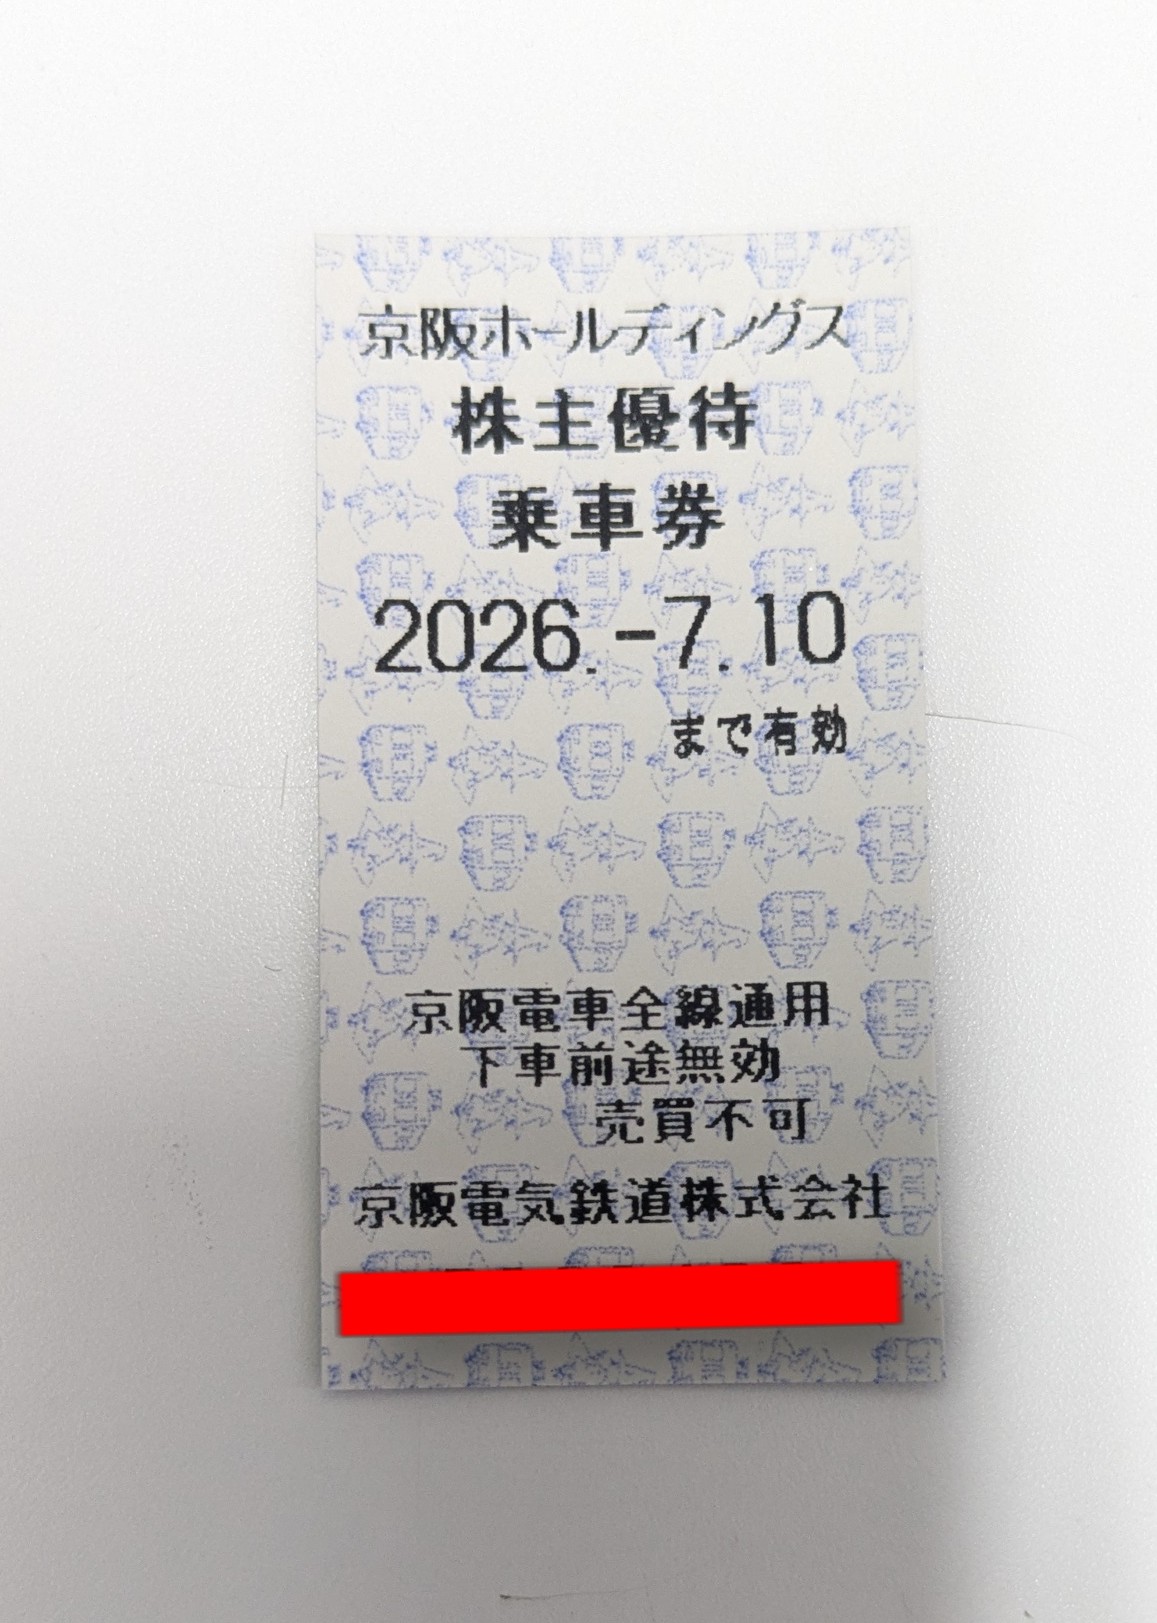 京阪ホールディングス
株主優待
乗車券
2026.-7.10
まで有効
京阪電車全線通用
下車前途無効
売買不可
京阪電気鉄道株式会社